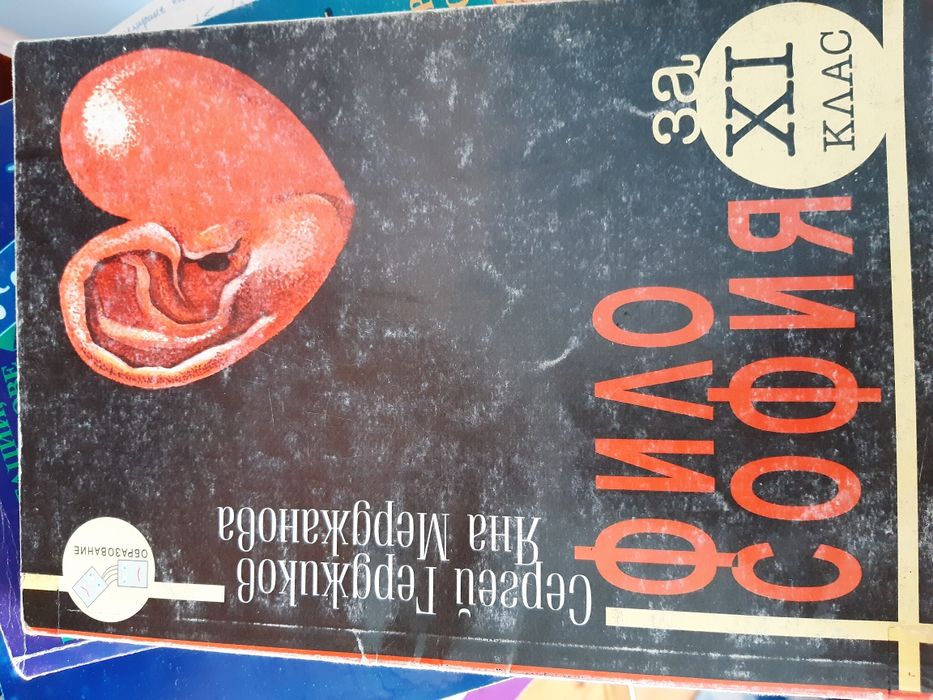 Сергей Герджиков
Яна Мерджанова
ФИЛО
СОФИЯ
за
XI
КЛАС
ОБРАЗОВАНИЕ